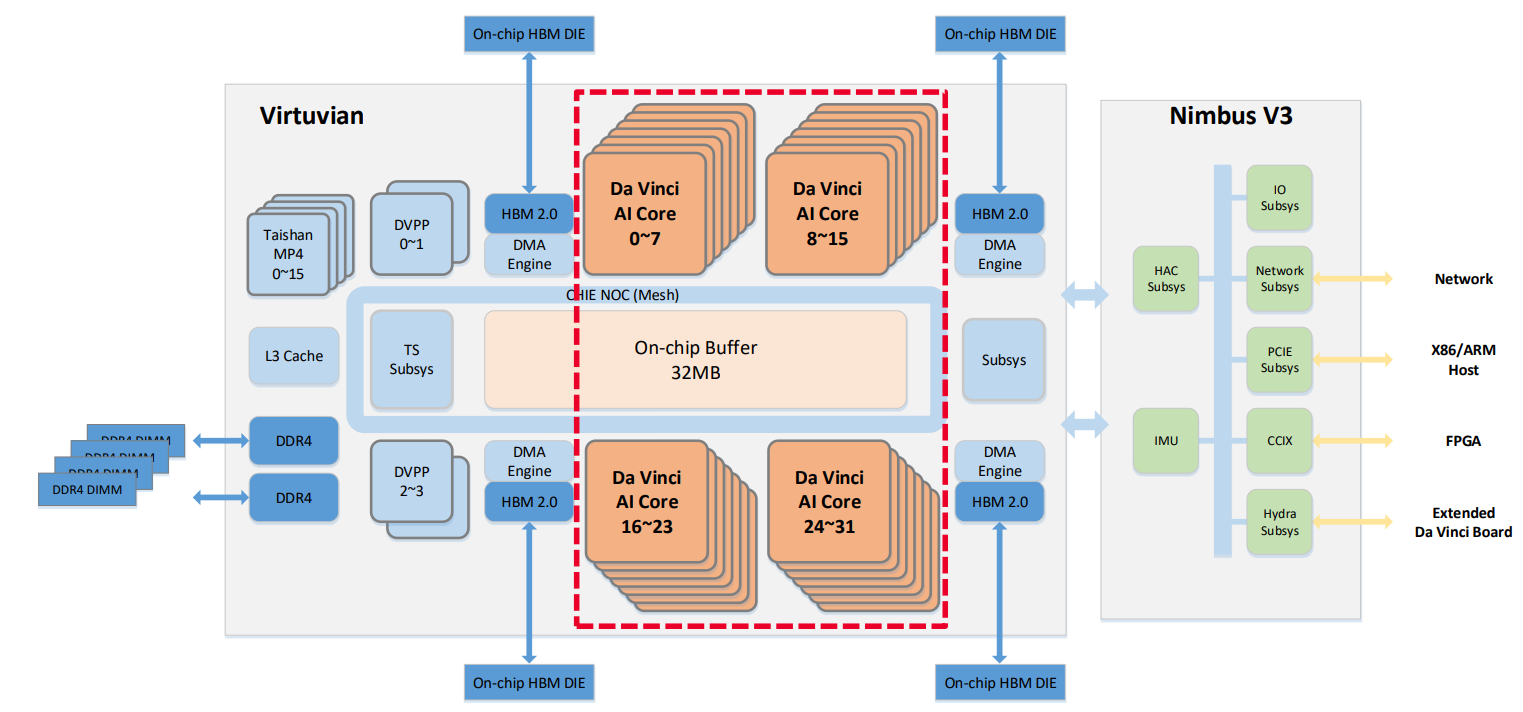 On-chip HBM DIE
On-chip HBM DIE
Virtuvian
Nimbus V3
Da Vinci
AI Core
0~7
Da Vinci
AI Core
8~15
Taishan
MP4
0~15
DVPP
0~1
HBM 2.0
DMA
Engine
HBM 2.0
DMA
Engine
IO
Subsys
HAC
Subsys
Network
Subsys
Network
CHIE NOC (Mesh)
L3 Cache
TS
Subsys
On-chip Buffer
32MB
Subsys
PCIE
Subsys
X86/ARM
Host
DDR4 DIMM
DDR4 DIMM
DDR4 DIMM
DDR4 DIMM
DDR4
DDR4
DVPP
2~3
DMA
Engine
HBM 2.0
Da Vinci
AI Core
16~23
Da Vinci
AI Core
24~31
DMA
Engine
HBM 2.0
IMU
CCIX
FPGA
Hydra
Subsys
Extended
Da Vinci Board
On-chip HBM DIE
On-chip HBM DIE